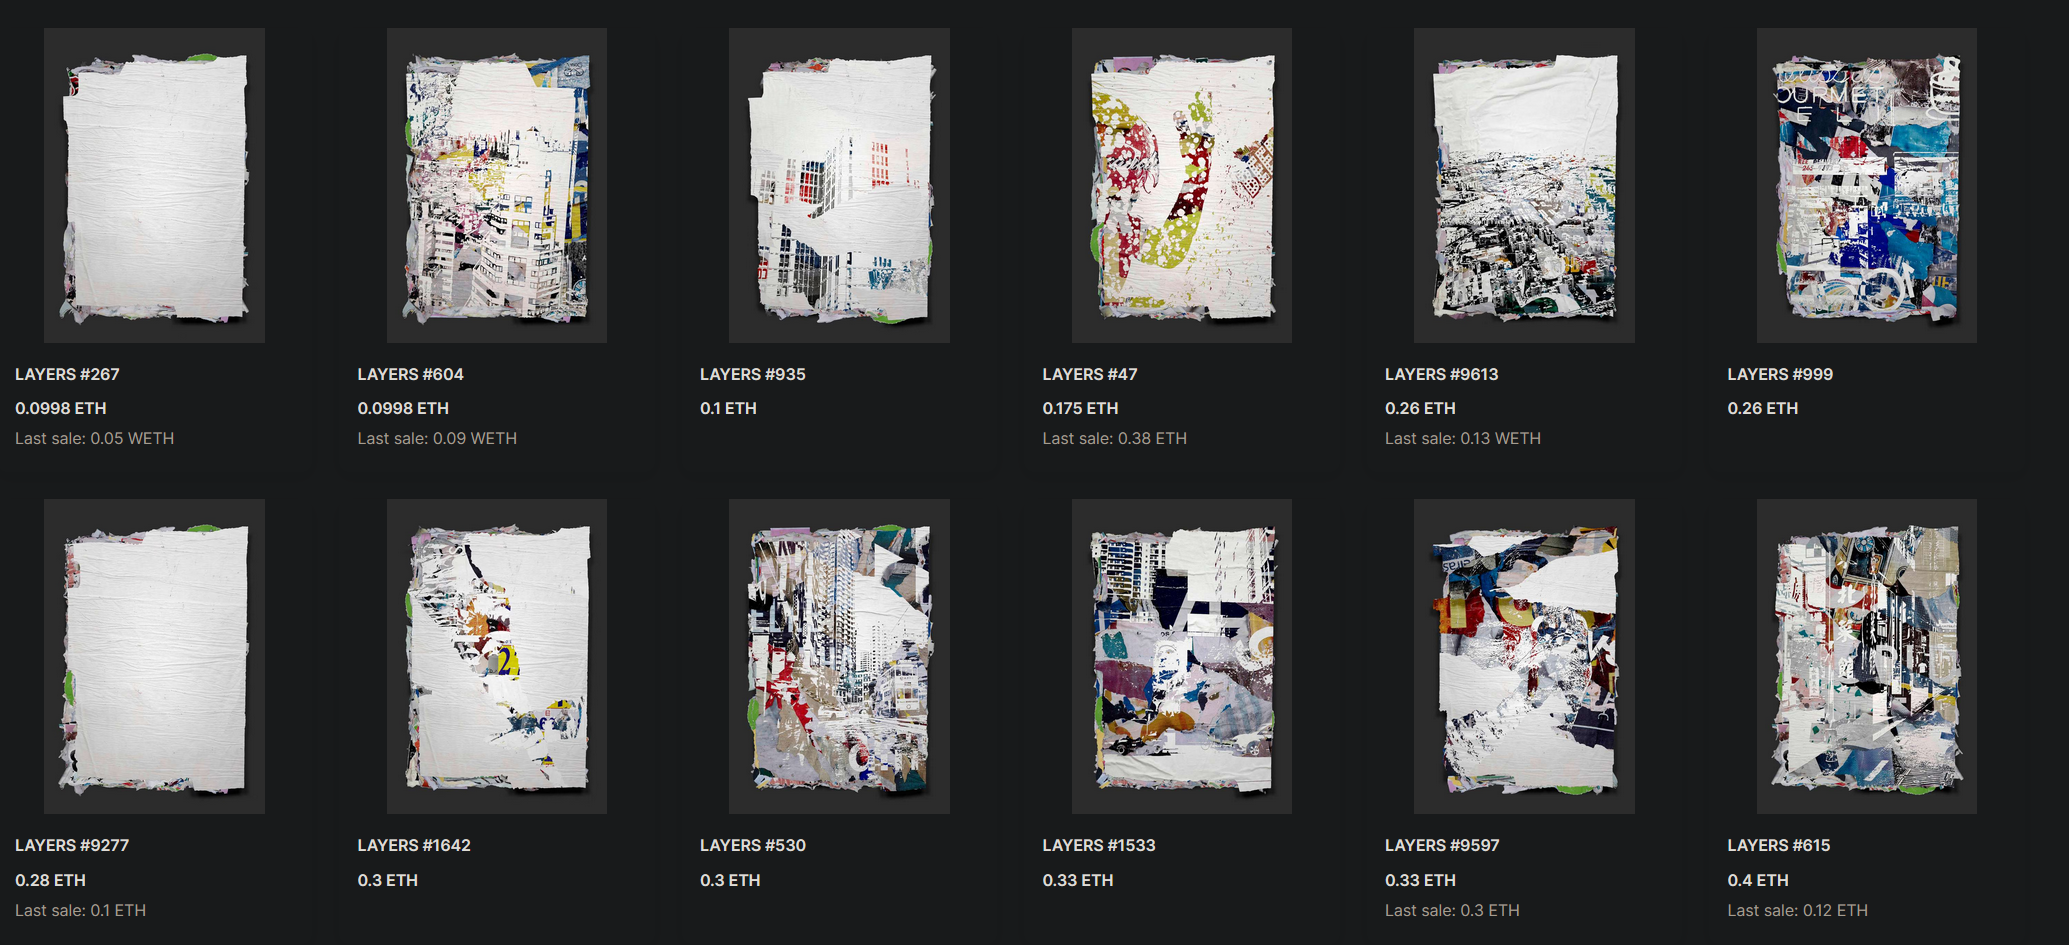 LAYERS #267
0.0998 ETH
Last sale: 0.05 WETH
LAYERS #604
0.0998 ETH
Last sale: 0.09 WETH
LAYERS #935
0.1 ETH
LAYERS #47
0.175 ETH
Last sale: 0.38 ETH
OURMET
LAYERS #9613
0.26 ETH
Last sale: 0.13 WETH
LAYERS #999
0.26 ETH
2
LAYERS #9277
0.28 ETH
Last sale: 0.1 ETH
LAYERS #1642
0.3 ETH
LAYERS #530
0.3 ETH
LAYERS #1533
0.33 ETH
LAYERS #9597
0.33 ETH
Last sale: 0.3 ETH
LAYERS #615
0.4 ETH
Last sale: 0.12 ETH